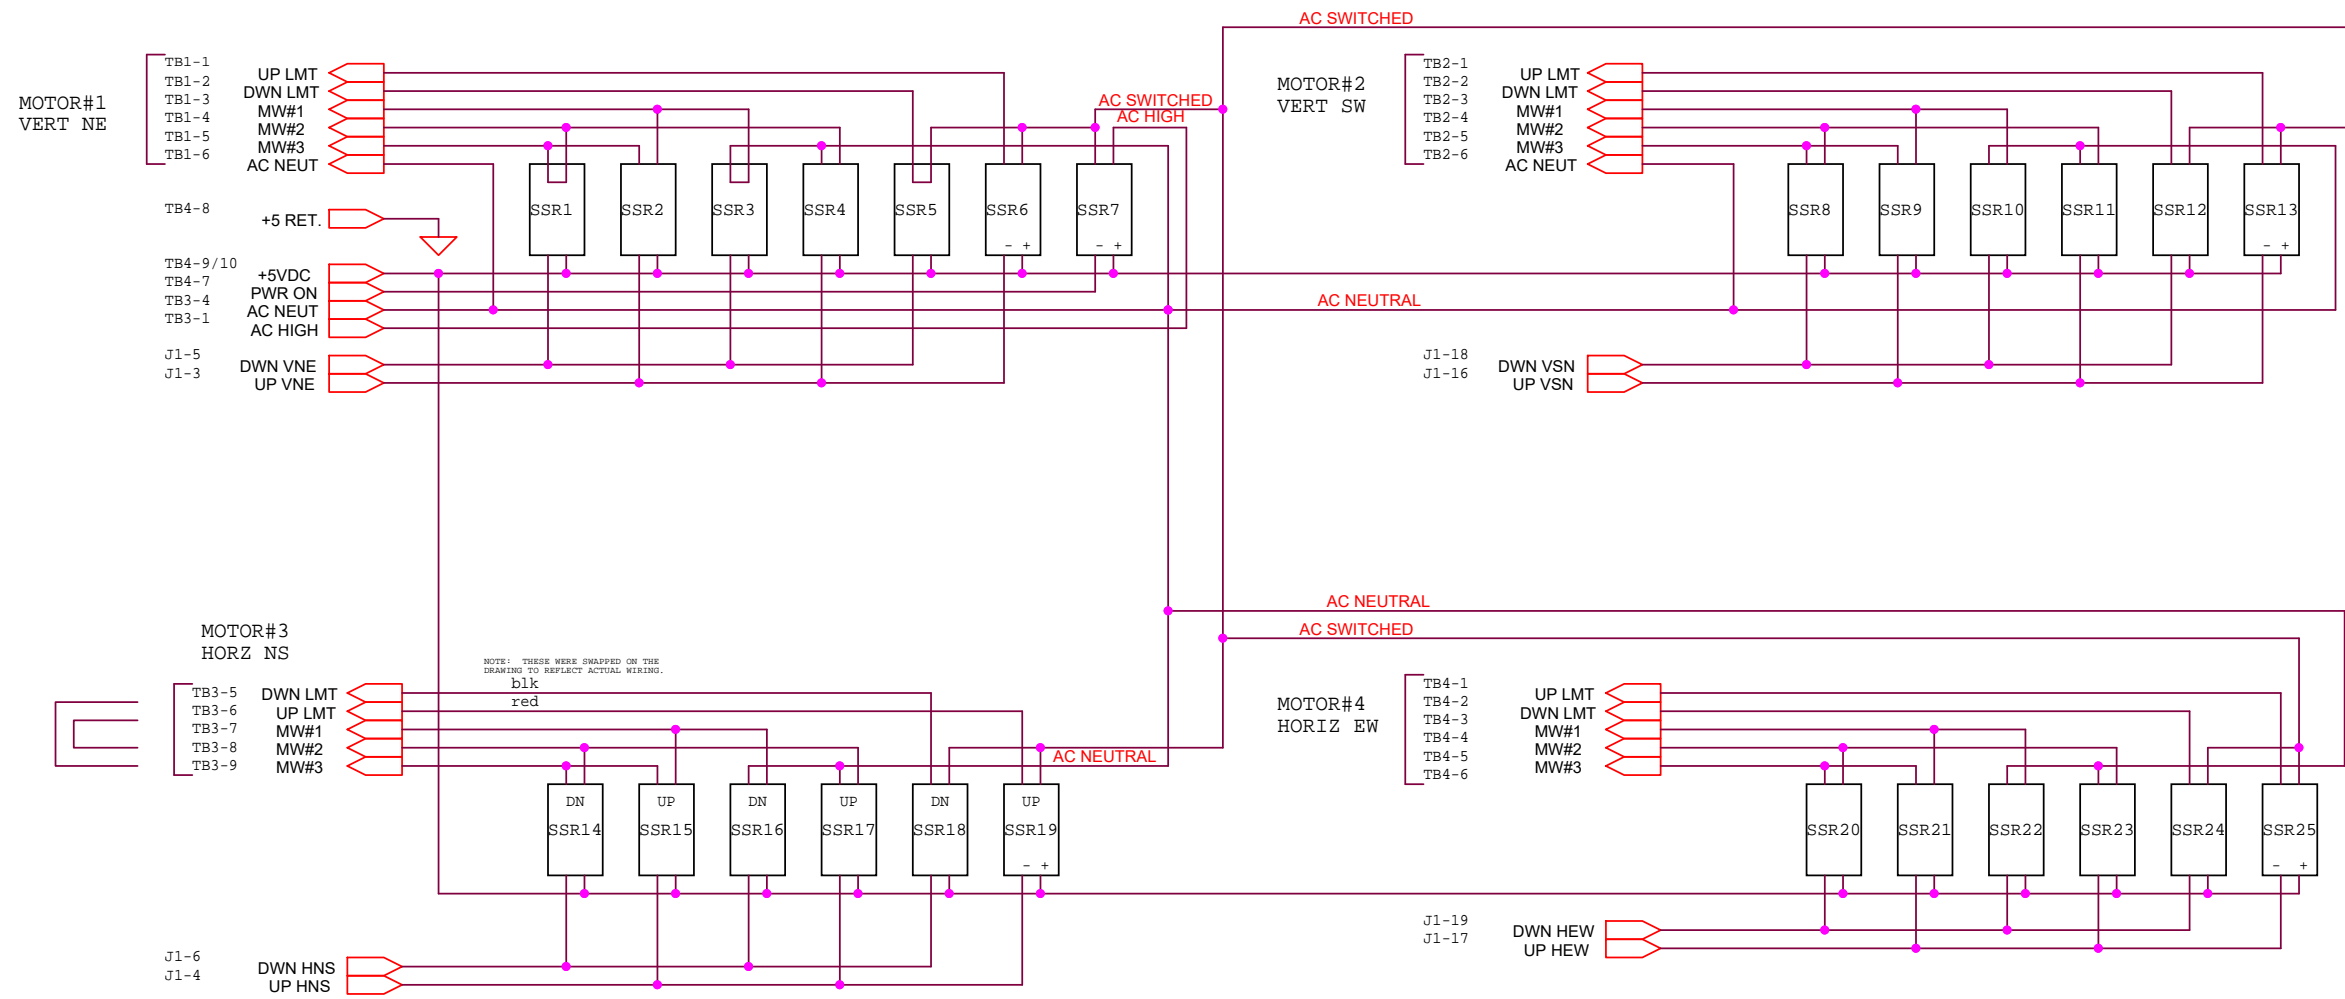 AC SWITCHED
MOTOR#1
VERT NE
TB1-1
TB1-2
TB1-3
TB1-4
TB1-5
TB1-6
UP LMT
DWN LMT
MW#1
MW#2
MW#3
AC NEUT
AC SWITCHED
AC HIGH
SSR1
SSR2
SSR3
SSR4
SSR5
SSR6
- +
SSR7
- +
TB4-8
+5 RET.
TB4-9/10
TB4-7
TB3-4
TB3-1
+5VDC
PWR ON
AC NEUT
AC HIGH
AC NEUTRAL
J1-5
J1-3
DWN VNE
UP VNE
MOTOR#2
VERT SW
TB2-1
TB2-2
TB2-3
TB2-4
TB2-5
TB2-6
UP LMT
DWN LMT
MW#1
MW#2
MW#3
AC NEUT
SSR8
SSR9
SSR10
SSR11
SSR12
SSR13
- +
J1-18
J1-16
DWN VSN
UP VSN
AC NEUTRAL
AC SWITCHED
MOTOR#3
HORZ NS
NOTE: THESE WERE SWAPPED ON THE
DRAWING TO REFLECT ACTUAL WIRING.
blk
red
TB3-5
TB3-6
TB3-7
TB3-8
TB3-9
DWN LMT
UP LMT
MW#1
MW#2
MW#3
AC NEUTRAL
DN
SSR14
UP
SSR15
DN
SSR16
UP
SSR17
DN
SSR18
UP
SSR19
- +
J1-6
J1-4
DWN HNS
UP HNS
MOTOR#4
HORIZ EW
TB4-1
TB4-2
TB4-3
TB4-4
TB4-5
TB4-6
UP LMT
DWN LMT
MW#1
MW#2
MW#3
SSR20
SSR21
SSR22
SSR23
SSR24
SSR25
- +
J1-19
J1-17
DWN HEW
UP HEW